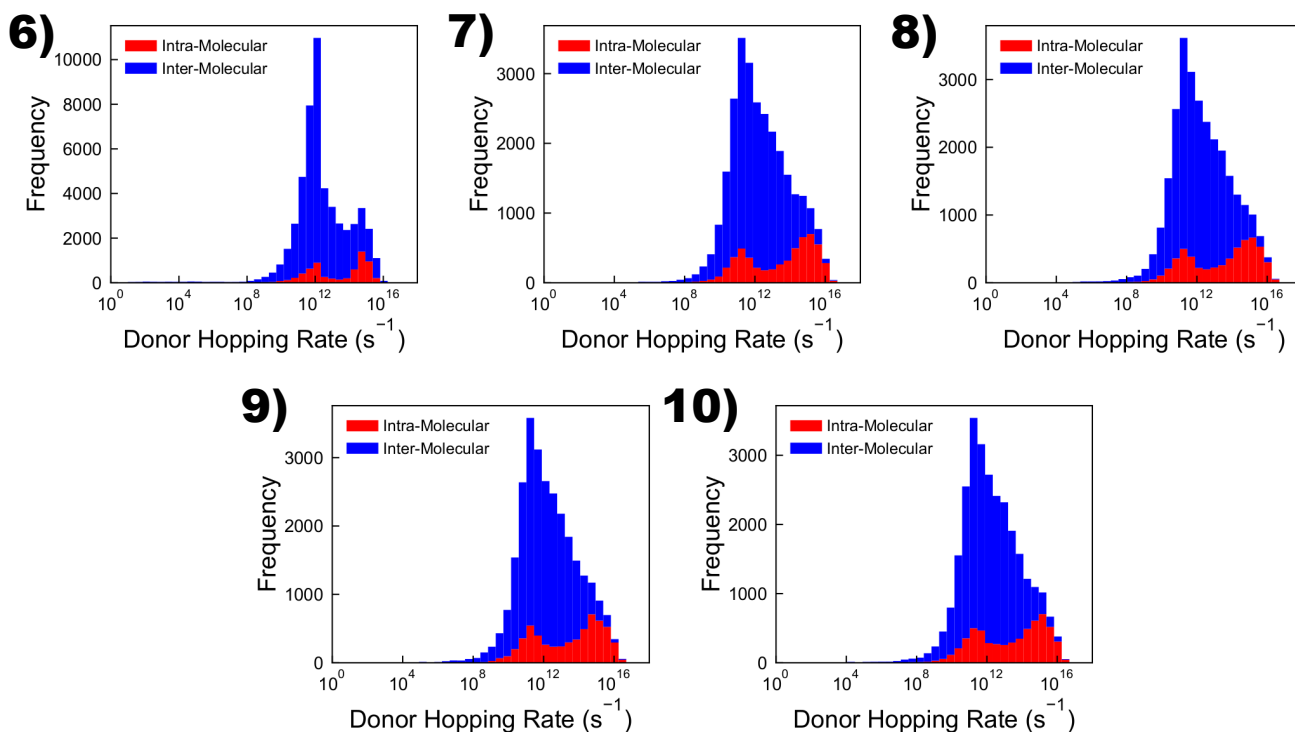 6)
Intra-Molecular
Inter-Molecular
10000
8000
6000
4000
2000
0
Frequency
10^0 10^4 10^8 10^12 10^16
Donor Hopping Rate (s^−1)
7)
Intra-Molecular
Inter-Molecular
3000
2000
1000
0
Frequency
10^0 10^4 10^8 10^12 10^16
Donor Hopping Rate (s^−1)
8)
Intra-Molecular
Inter-Molecular
3000
2000
1000
0
Frequency
10^0 10^4 10^8 10^12 10^16
Donor Hopping Rate (s^−1)
9)
Intra-Molecular
Inter-Molecular
3000
2000
1000
0
Frequency
10^0 10^4 10^8 10^12 10^16
Donor Hopping Rate (s^−1)
10)
Intra-Molecular
Inter-Molecular
3000
2000
1000
0
Frequency
10^0 10^4 10^8 10^12 10^16
Donor Hopping Rate (s^−1)